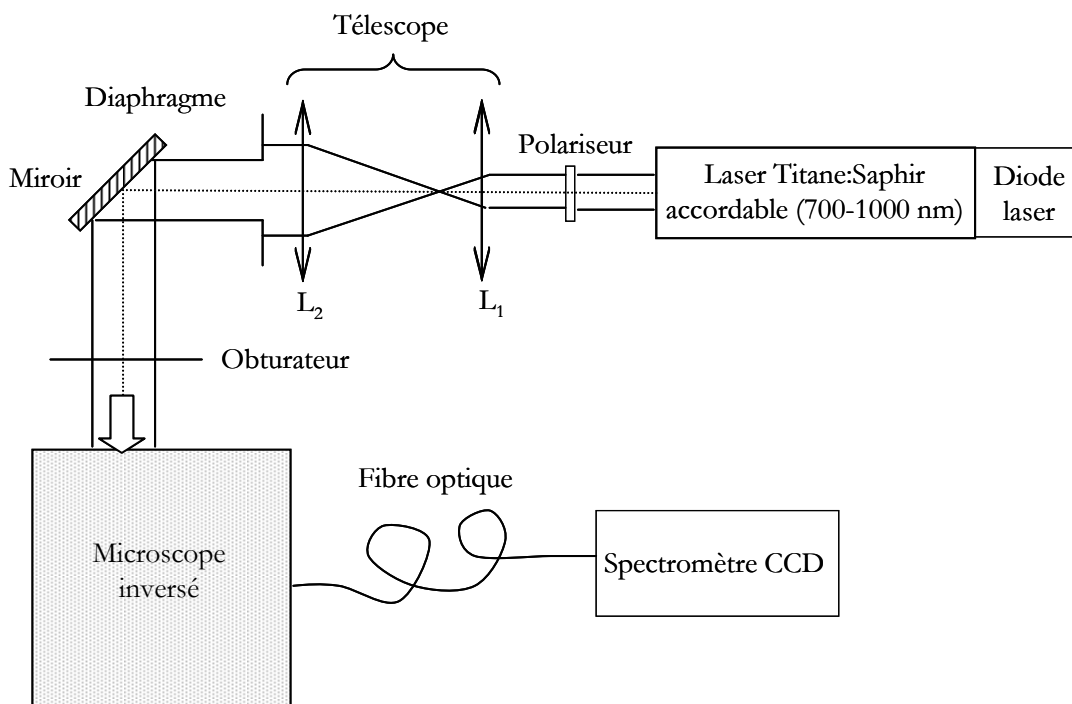 Télescope
Diaphragme
Miroir
Polariseur
Laser Titane:Saphir
accordable (700-1000 nm)
Diode
laser
L2
L1
Obturateur
Fibre optique
Microscope
inversé
Spectromètre CCD